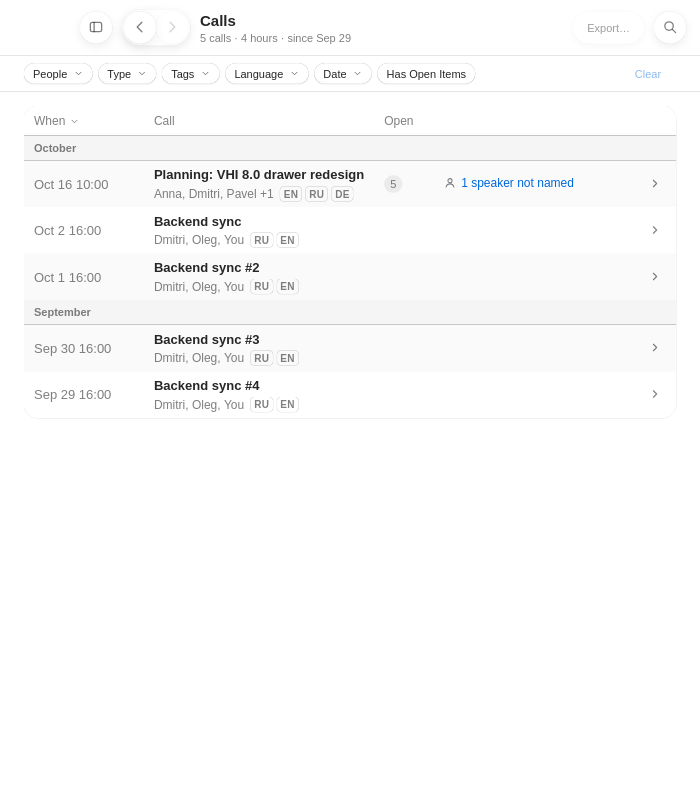 Calls
5 calls · 4 hours · since Sep 29
Export…
People
Type
Tags
Language
Date
Has Open Items
Clear
When
Call
Open
October
Oct 16 10:00
Planning: VHI 8.0 drawer redesign
Anna, Dmitri, Pavel +1 EN RU DE
5
1 speaker not named
Oct 2 16:00
Backend sync
Dmitri, Oleg, You RU EN
Oct 1 16:00
Backend sync #2
Dmitri, Oleg, You RU EN
September
Sep 30 16:00
Backend sync #3
Dmitri, Oleg, You RU EN
Sep 29 16:00
Backend sync #4
Dmitri, Oleg, You RU EN